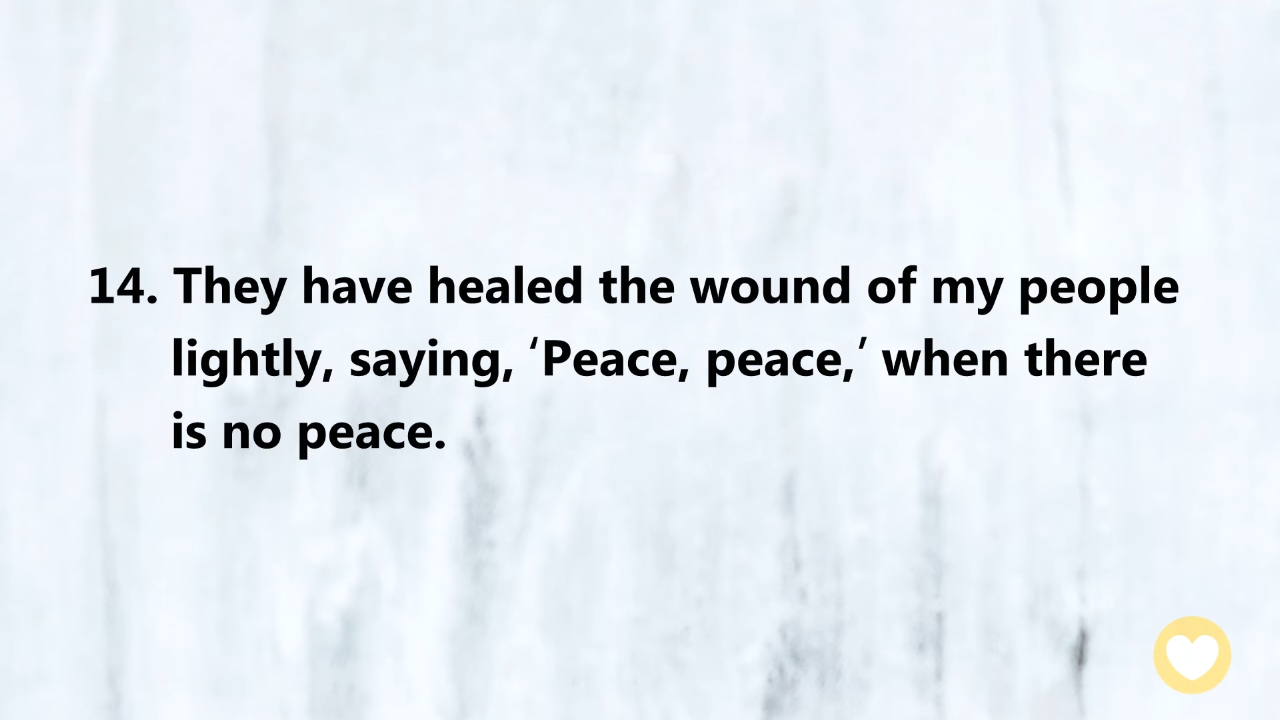 14. They have healed the wound of my people
lightly, saying, ‘Peace, peace,’ when there
is no peace.